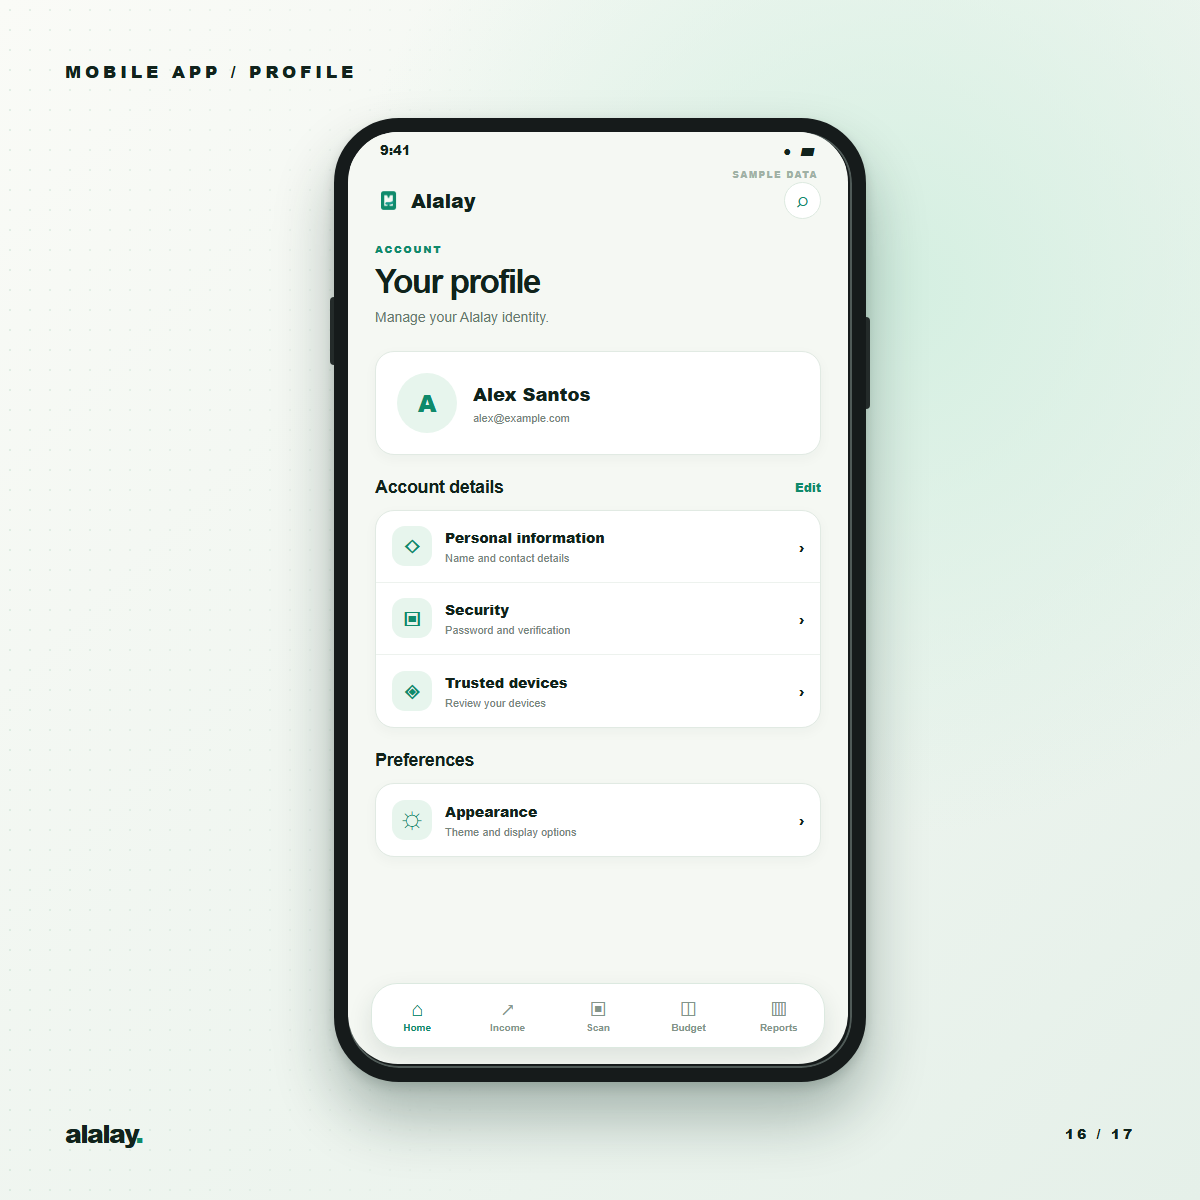 MOBILE APP / PROFILE
9:41
SAMPLE DATA
Alalay
ACCOUNT
Your profile
Manage your Alalay identity.
A
Alex Santos
alex@example.com
Account details
Edit
Personal information
Name and contact details
Security
Password and verification
Trusted devices
Review your devices
Preferences
Appearance
Theme and display options
Home Income Scan Budget Reports
alalay.
16 / 17